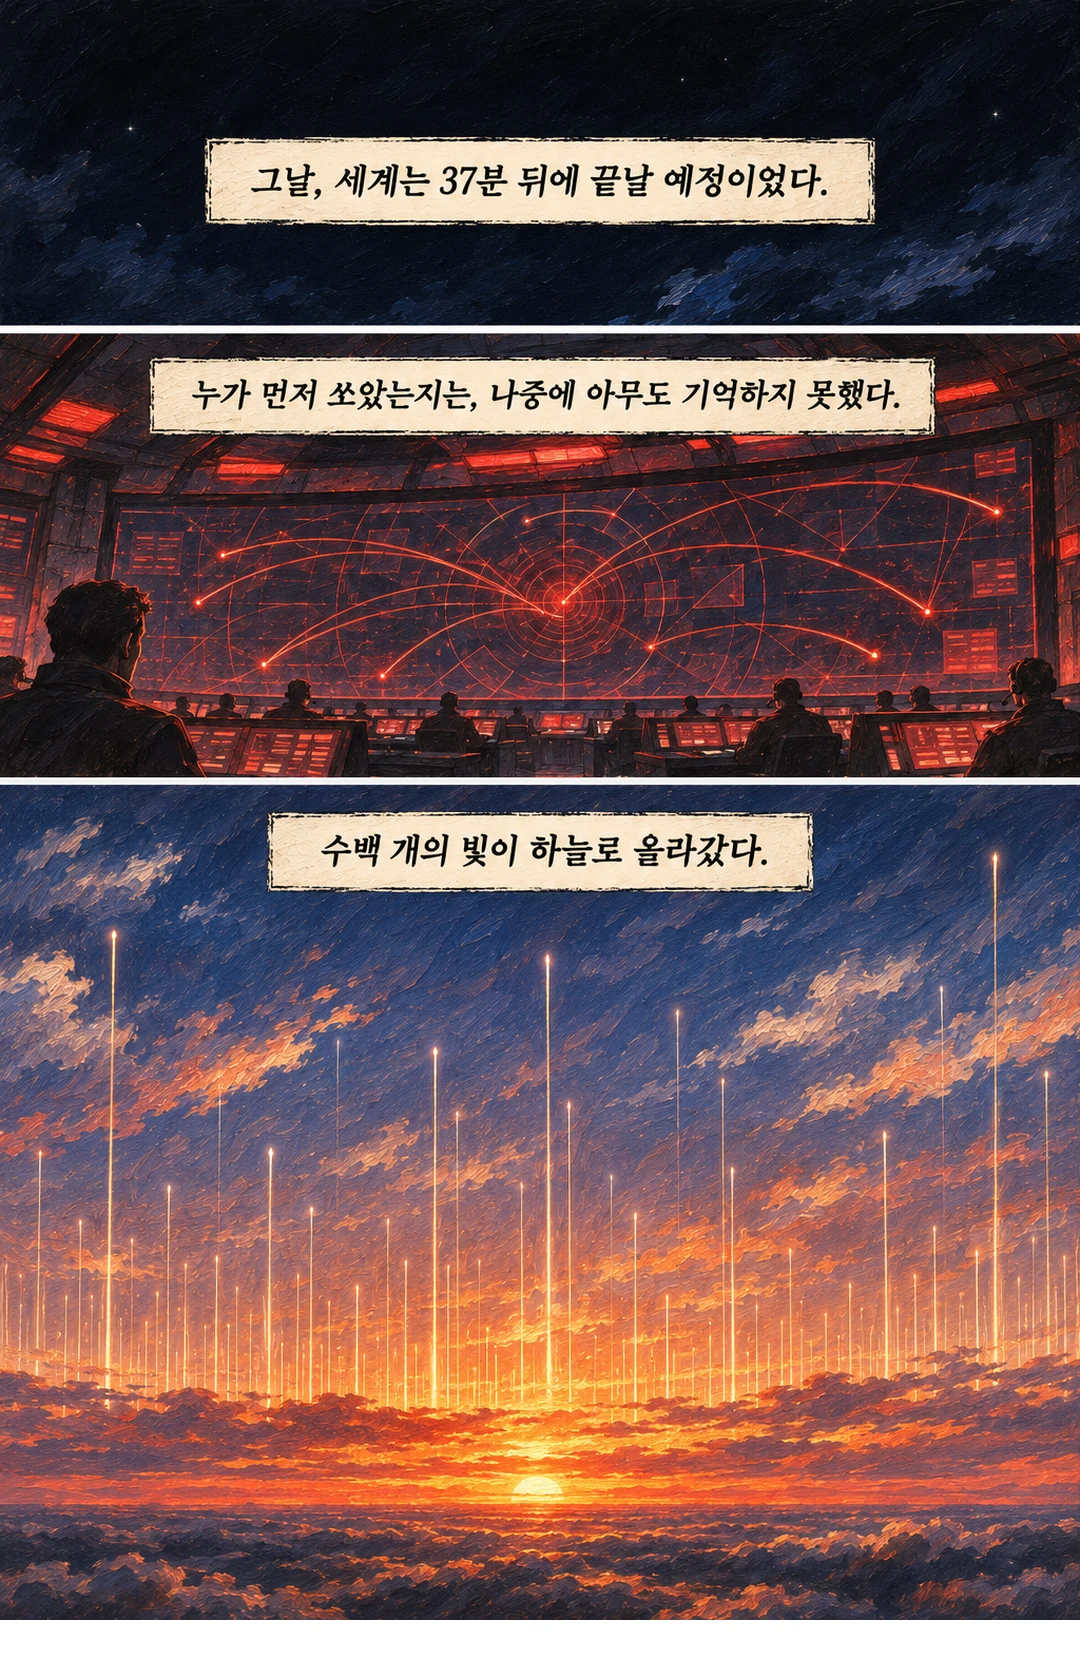 그날, 세계는 37분 뒤에 끝날 예정이었다.
누가 먼저 쏘았는지는, 나중에 아무도 기억하지 못했다.
수백 개의 빛이 하늘로 올라갔다.